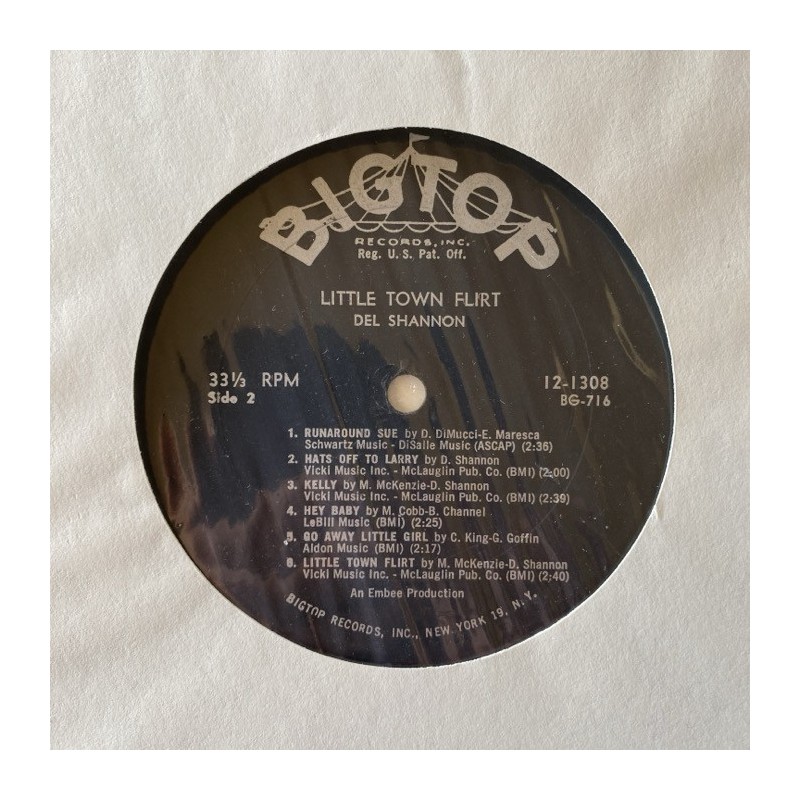 BIGTOP
RECORDS, INC.
Reg. U. S. Pat. Off.
LITTLE TOWN FLIRT
DEL SHANNON
33⅓ RPM
Side 2
12-1308
BG-716
1. RUNAROUND SUE by D. DiMucci-E. Maresca
Schwartz Music - DiSalle Music (ASCAP) (2:36)
2. HATS OFF TO LARRY by D. Shannon
Vicki Music Inc. - McLauglin Pub. Co. (BMI) (2:00)
3. KELLY by M. McKenzie-D. Shannon
Vicki Music Inc. - McLauglin Pub. Co. (BMI) (2:39)
4. HEY BABY by M. Cobb-B. Channel
LeBill Music (BMI) (2:25)
5. GO AWAY LITTLE GIRL by C. King-G. Goffin
Aldon Music (BMI) (2:17)
6. LITTLE TOWN FLIRT by M. McKenzie-D. Shannon
Vicki Music Inc. - McLauglin Pub. Co. (BMI) (2:40)
An Embee Production
BIGTOP RECORDS, INC., NEW YORK 19, N. Y.